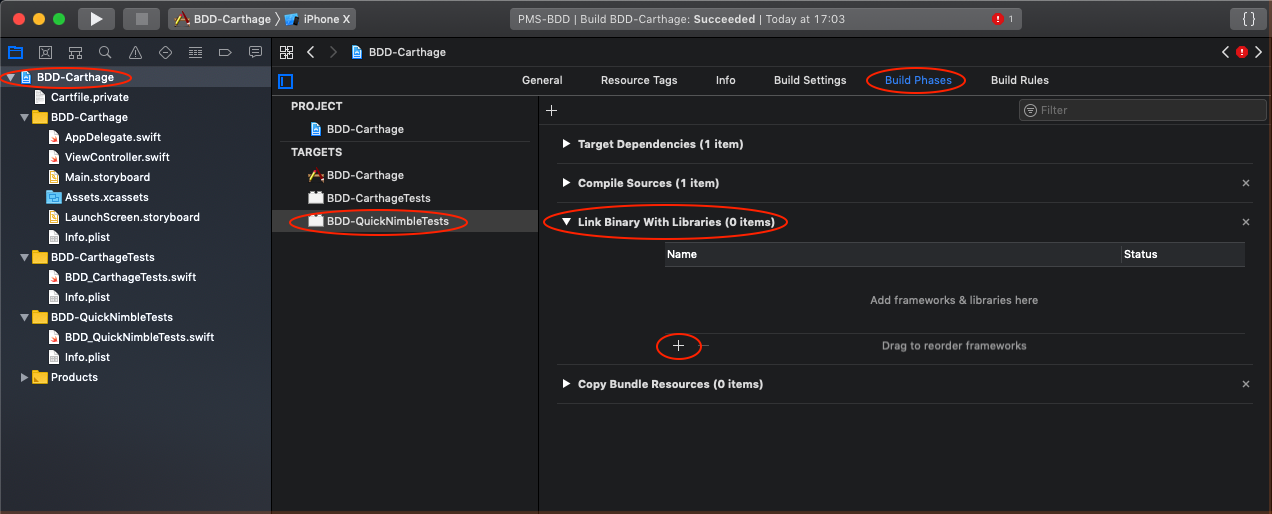 BDD-Carthage iPhone X PMS-BDD | Build BDD-Carthage: Succeeded | Today at 17:03 1 {}
BDD-Carthage
BDD-Carthage
Cartfile.private
BDD-Carthage
AppDelegate.swift
ViewController.swift
Main.storyboard
Assets.xcassets
LaunchScreen.storyboard
Info.plist
BDD-CarthageTests
BDD_CarthageTests.swift
Info.plist
BDD-QuickNimbleTests
BDD_QuickNimbleTests.swift
Info.plist
Products
General Resource Tags Info Build Settings Build Phases Build Rules
PROJECT
BDD-Carthage
TARGETS
BDD-Carthage
BDD-CarthageTests
BDD-QuickNimbleTests
Filter
Target Dependencies (1 item)
Compile Sources (1 item)
Link Binary With Libraries (0 items)
Name Status
Add frameworks & libraries here
Drag to reorder frameworks
Copy Bundle Resources (0 items)